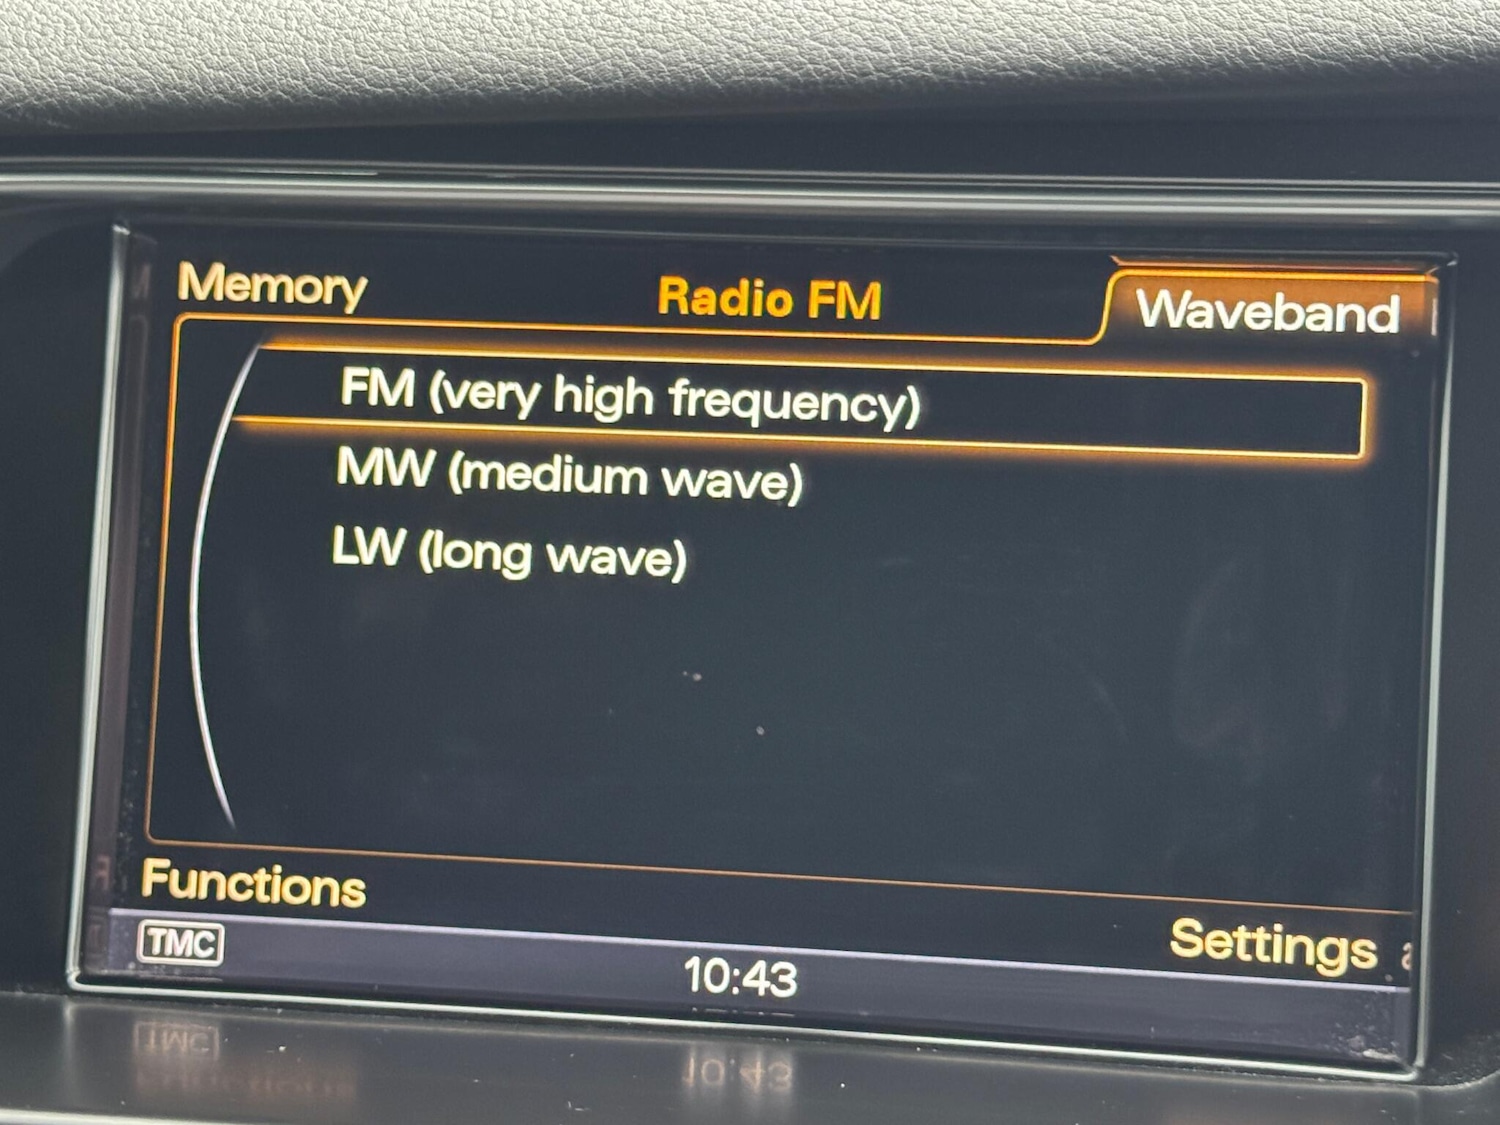 Memory
Radio FM
Waveband
FM (very high frequency)
MW (medium wave)
LW (long wave)
Functions
Settings
TMC
10:43